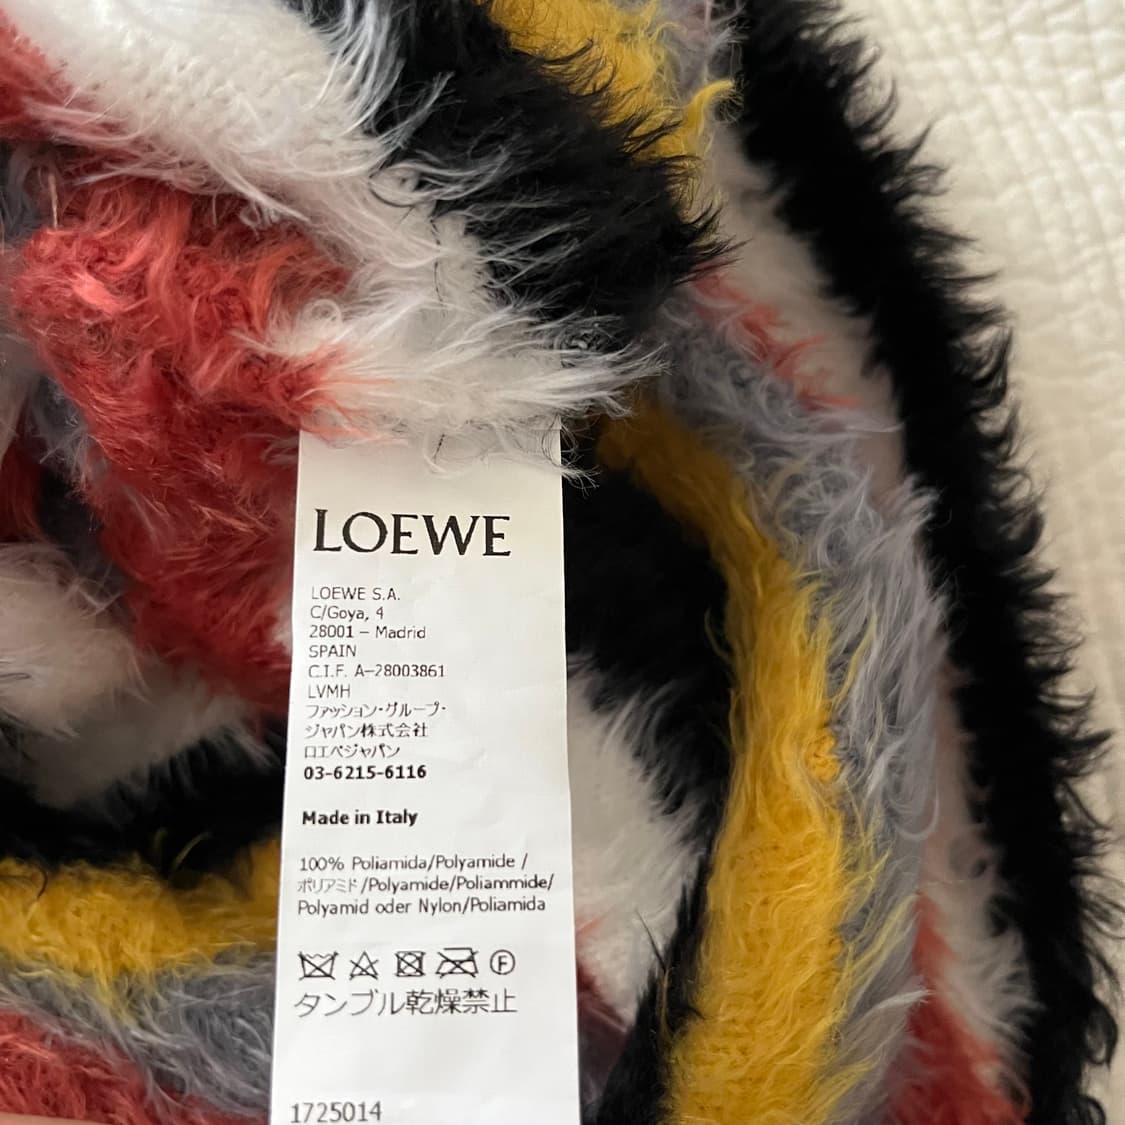 LOEWE
LOEWE S.A.
C/Goya, 4
28001 – Madrid
SPAIN
C.I.F. A-28003861
LVMH
ファッション・グループ・
ジャパン株式会社
ロエベジャパン
03-6215-6116
Made in Italy
100% Poliamida/Polyamide /
ポリアミド/Polyamide/Poliammide/
Polyamid oder Nylon/Poliamida
F
タンブル乾燥禁止
1725014